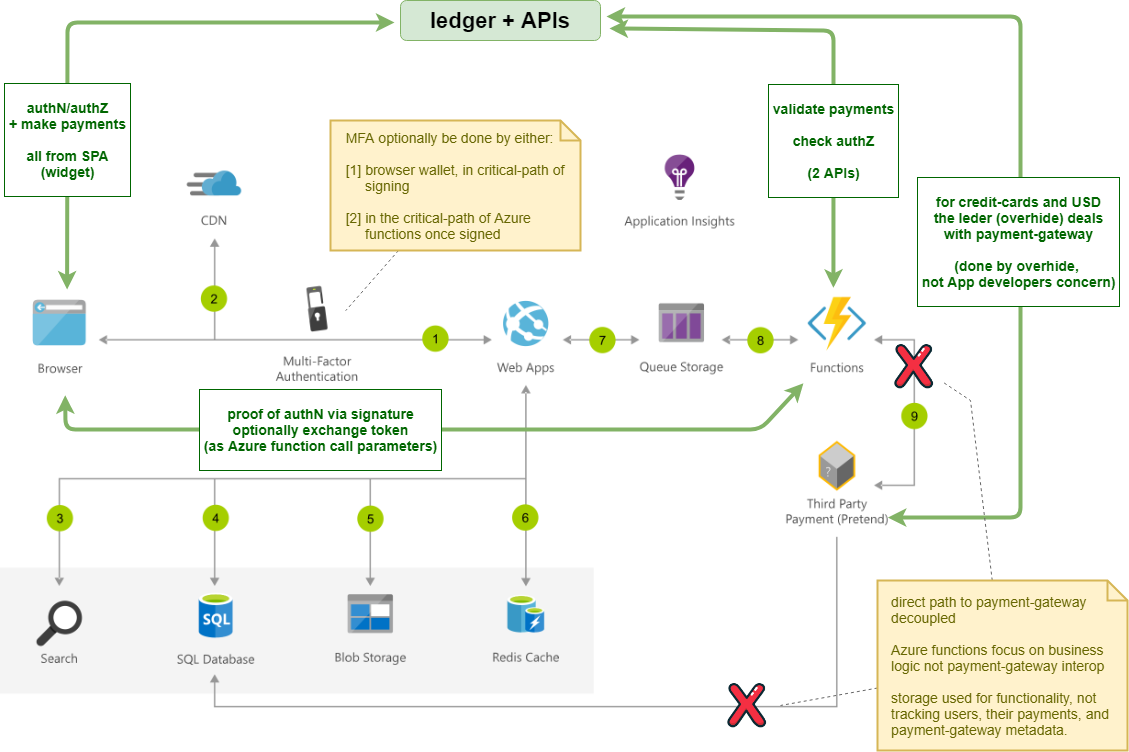 ledger + APIs
authN/authZ
+ make payments
all from SPA
(widget)
MFA optionally be done by either:
[1] browser wallet, in critical-path of
signing
[2] in the critical-path of Azure
functions once signed
validate payments
check authZ
(2 APIs)
for credit-cards and USD
the leder (overhide) deals
with payment-gateway
(done by overhide,
not App developers concern)
CDN
Application Insights
2
1
7
8
Browser
Multi-Factor
Authentication
Web Apps
Queue Storage
Functions
proof of authN via signature
optionally exchange token
(as Azure function call parameters)
9
?
Third Party
Payment (Pretend)
3
4
5
6
SQL
Search
SQL Database
Blob Storage
Redis Cache
direct path to payment-gateway
decoupled
Azure functions focus on business
logic not payment-gateway interop
storage used for functionality, not
tracking users, their payments, and
payment-gateway metadata.